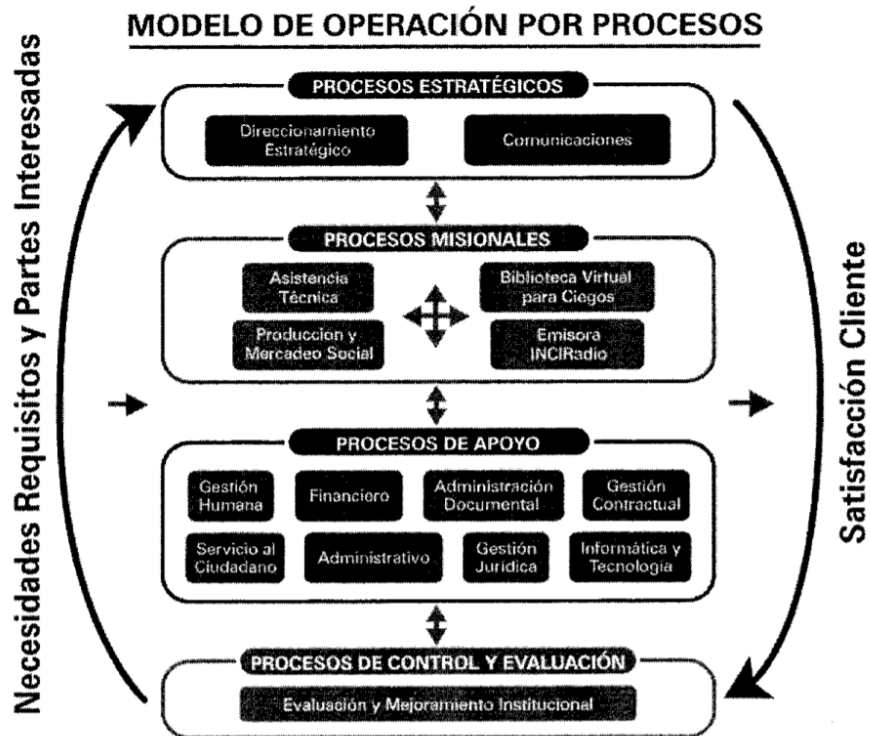 MODELO DE OPERACIÓN POR PROCESOS
Necesidades Requisitos y Partes Interesadas
PROCESOS ESTRATÉGICOS
Direccionamiento
Estratégico
Comunicaciones
PROCESOS MISIONALES
Asistencia
Técnica
Biblioteca Virtual
para Ciegos
Producción y
Mercadeo Social
Emisora
INCIRadio
PROCESOS DE APOYO
Gestión
Humana
Financiero
Administración
Documental
Gestión
Contractual
Servicio al
Ciudadano
Administrativo
Gestión
Jurídica
Informática y
Tecnología
PROCESOS DE CONTROL Y EVALUACIÓN
Evaluación y Mejoramiento Institucional
Satisfacción Cliente